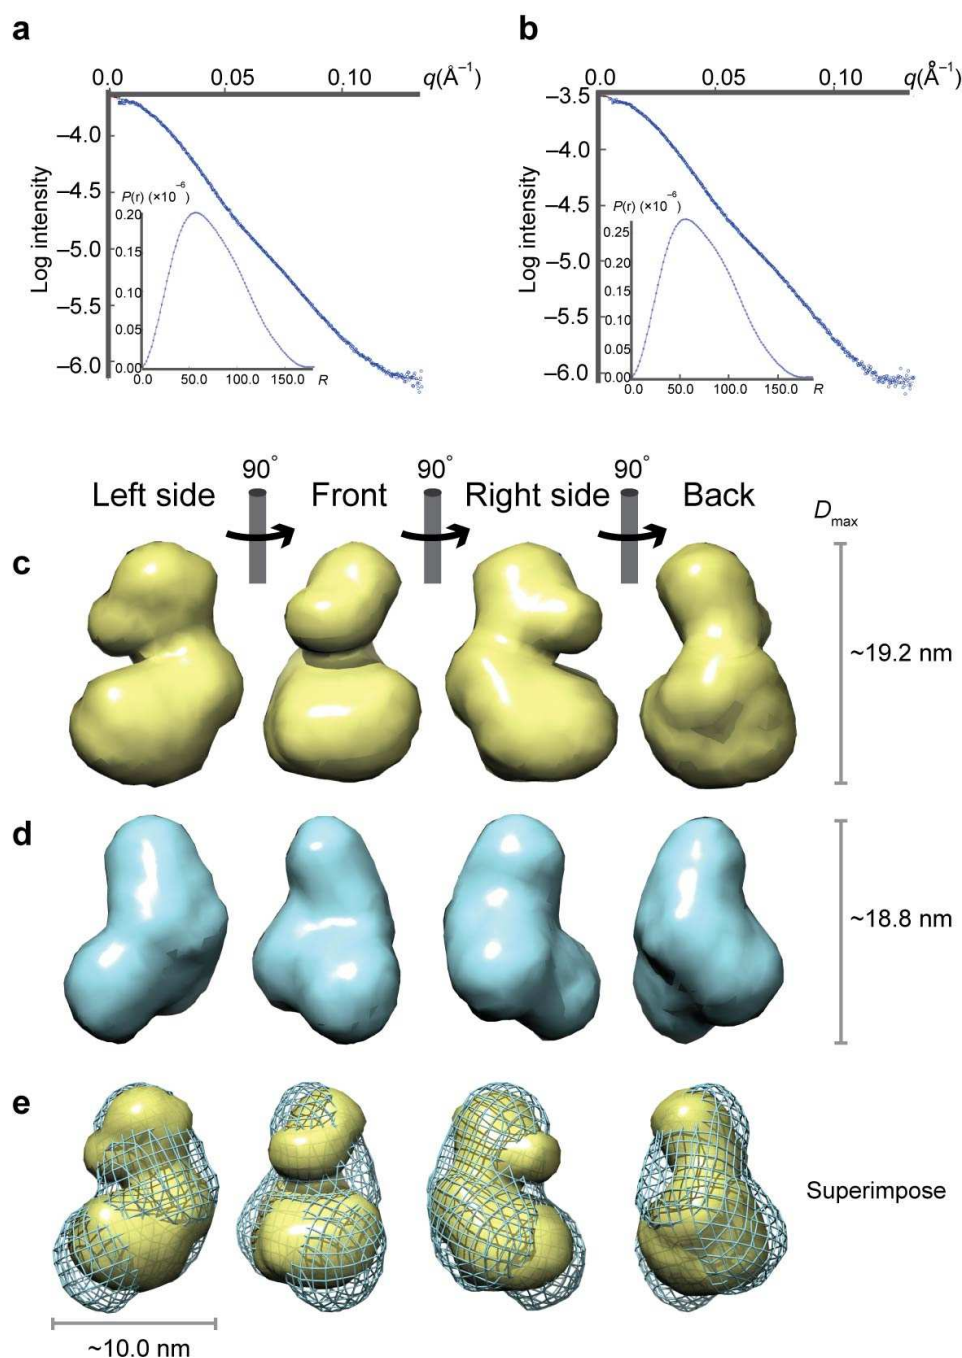 a
0.0 0.05 0.10 q(Å⁻¹)
–4.0
–4.5
–5.0
–5.5
–6.0
Log intensity
P(r) (×10⁻⁶)
0.20
0.15
0.10
0.05
0.00
0.0 50.0 100.0 150.0 R
b
0.0 0.05 0.10 q(Å⁻¹)
–3.5
–4.0
–4.5
–5.0
–5.5
–6.0
Log intensity
P(r) (×10⁻⁶)
0.25
0.20
0.15
0.10
0.05
0.00
0.0 50.0 100.0 150.0 R
90° 90° 90°
Left side Front Right side Back
Dmax
c
~19.2 nm
d
~18.8 nm
e
Superimpose
~10.0 nm